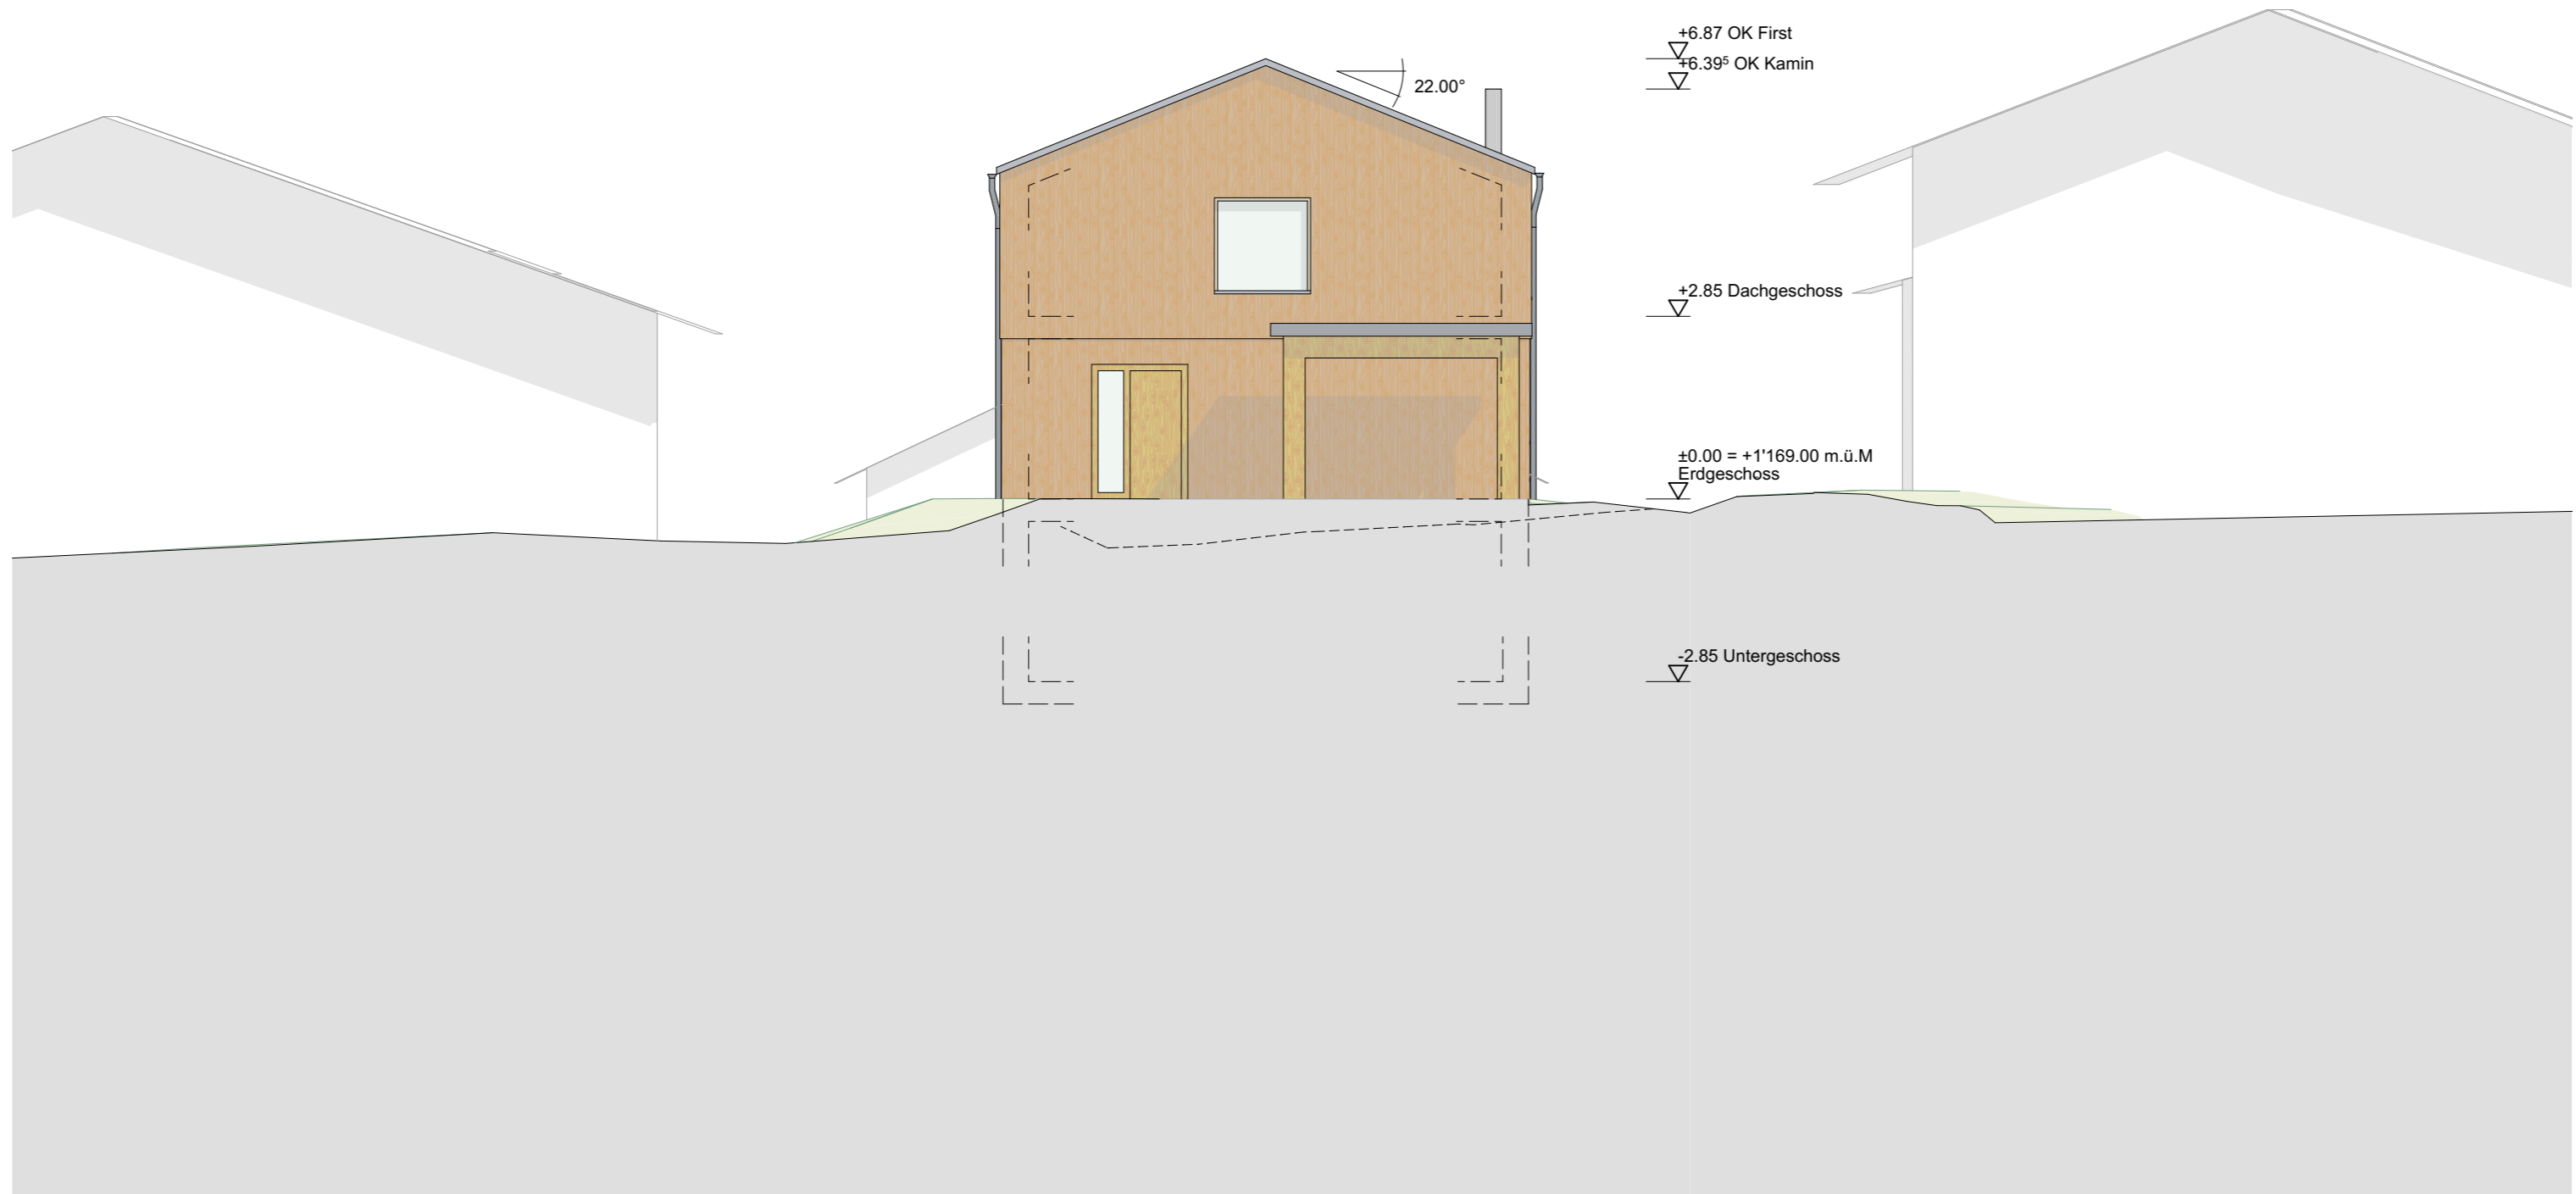 +6.87 OK First
+6.39⁵ OK Kamin
22.00°
+2.85 Dachgeschoss
±0.00 = +1'169.00 m.ü.M
Erdgeschoss
-2.85 Untergeschoss